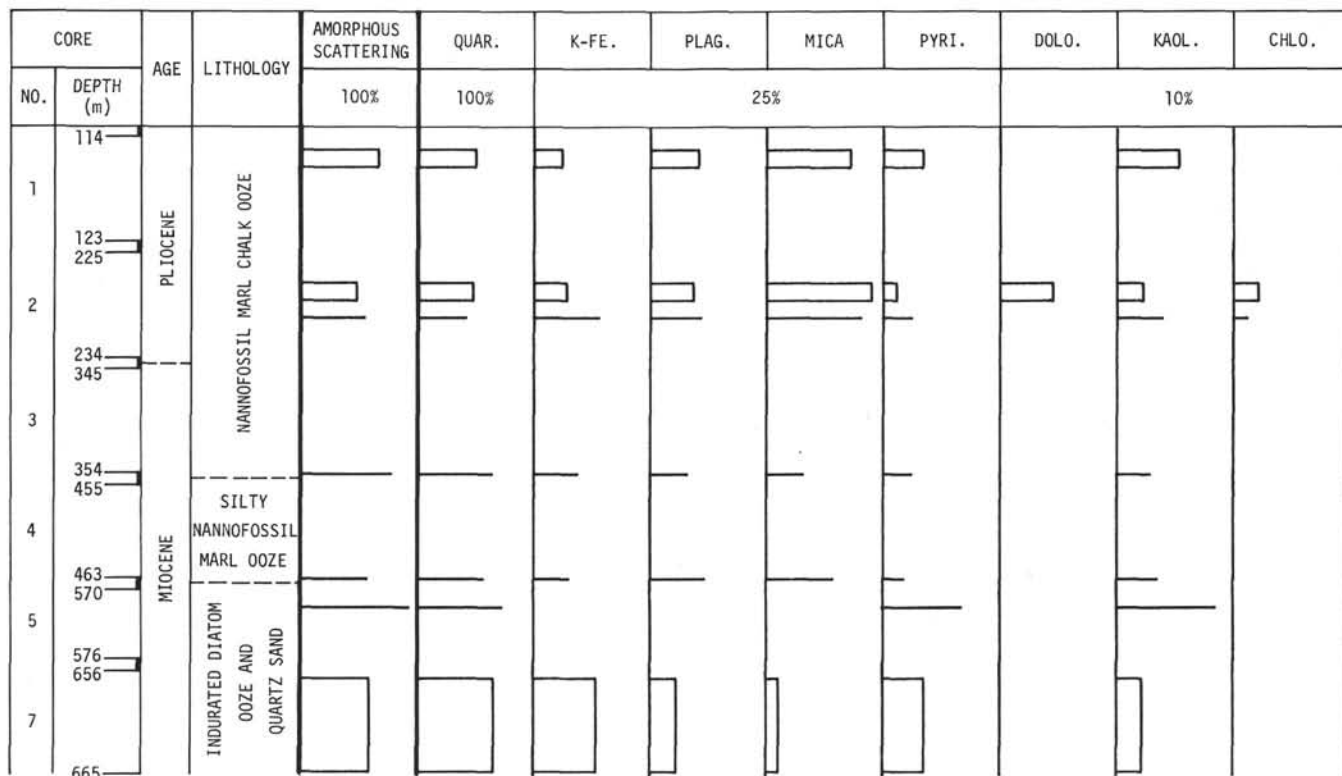 CORE
AGE
LITHOLOGY
AMORPHOUS
SCATTERING
QUAR.
K-FE.
PLAG.
MICA
PYRI.
DOLO.
KAOL.
CHLO.
NO.
DEPTH
(m)
100%
100%
25%
10%
114
1
123
225
2
234
345
3
354
455
4
463
570
5
576
656
7
665
PLIOCENE
MIOCENE
NANNOFOSSIL MARL CHALK OOZE
SILTY
NANNOFOSSIL
MARL OOZE
INDURATED DIATOM
OOZE AND
QUARTZ SAND